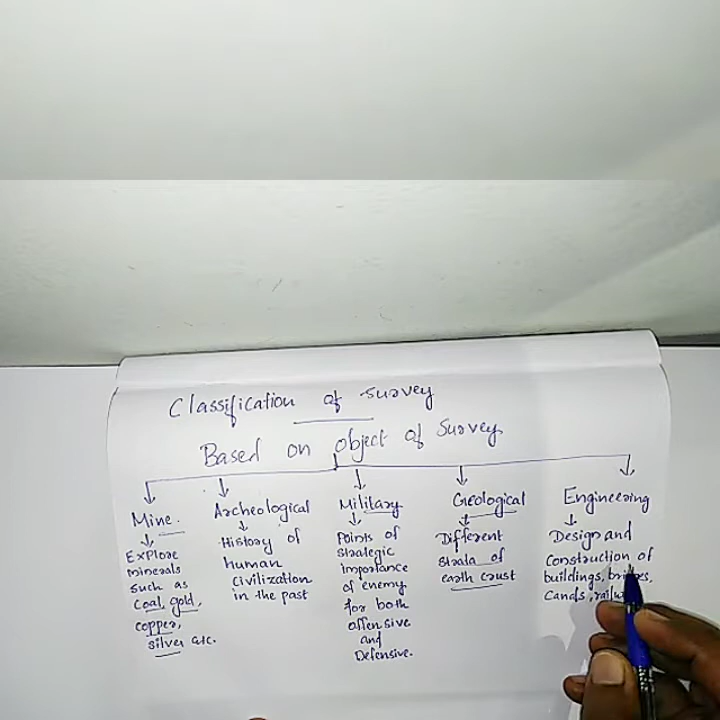 Classification of survey
Based on object of Survey
Mine.
Explore
minerals
such as
coal, gold,
copper,
silver etc.
Archeological
History of
human
civilization
in the past
Military
Points of
strategic
importance
of enemy
for both
offensive
and
Defensive.
Geological
Different
strata of
earth crust
Engineering
Design and
Construction of
buildings,